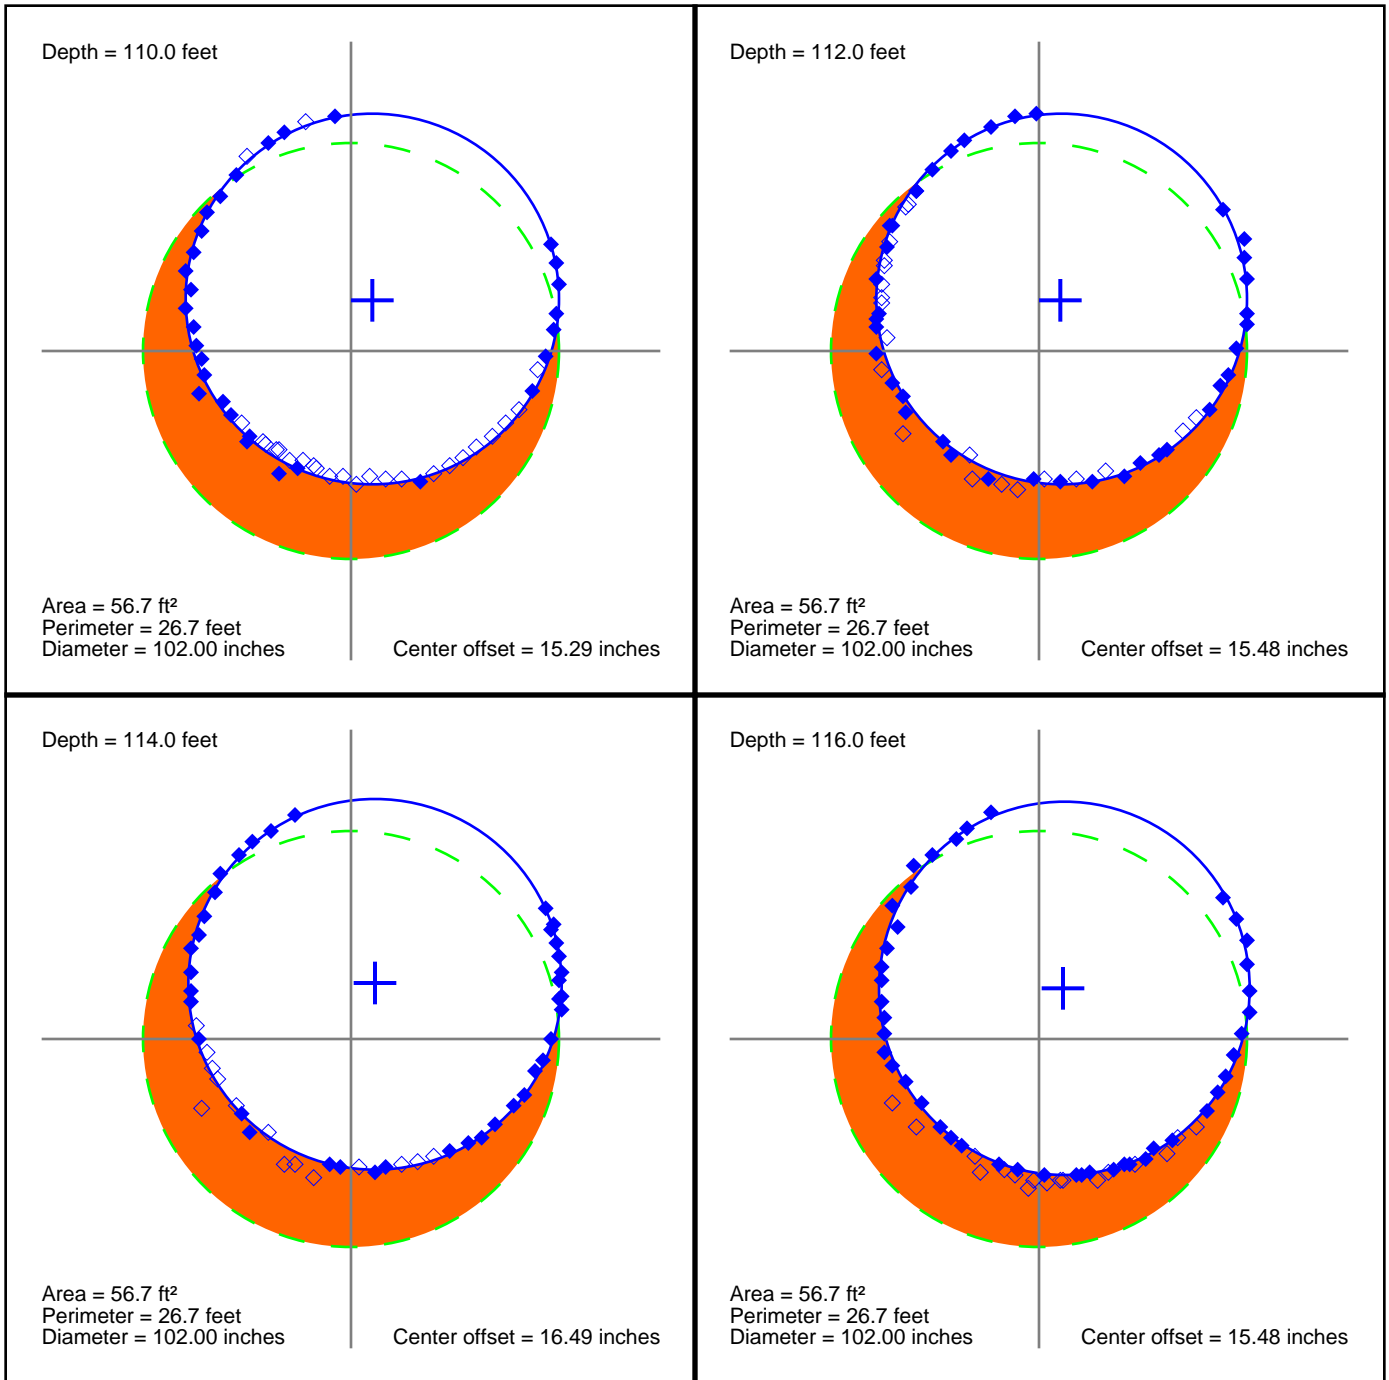 Depth = 110.0 feet
Area = 56.7 ft²
Perimeter = 26.7 feet
Diameter = 102.00 inches
Center offset = 15.29 inches
Depth = 112.0 feet
Area = 56.7 ft²
Perimeter = 26.7 feet
Diameter = 102.00 inches
Center offset = 15.48 inches
Depth = 114.0 feet
Area = 56.7 ft²
Perimeter = 26.7 feet
Diameter = 102.00 inches
Center offset = 16.49 inches
Depth = 116.0 feet
Area = 56.7 ft²
Perimeter = 26.7 feet
Diameter = 102.00 inches
Center offset = 15.48 inches